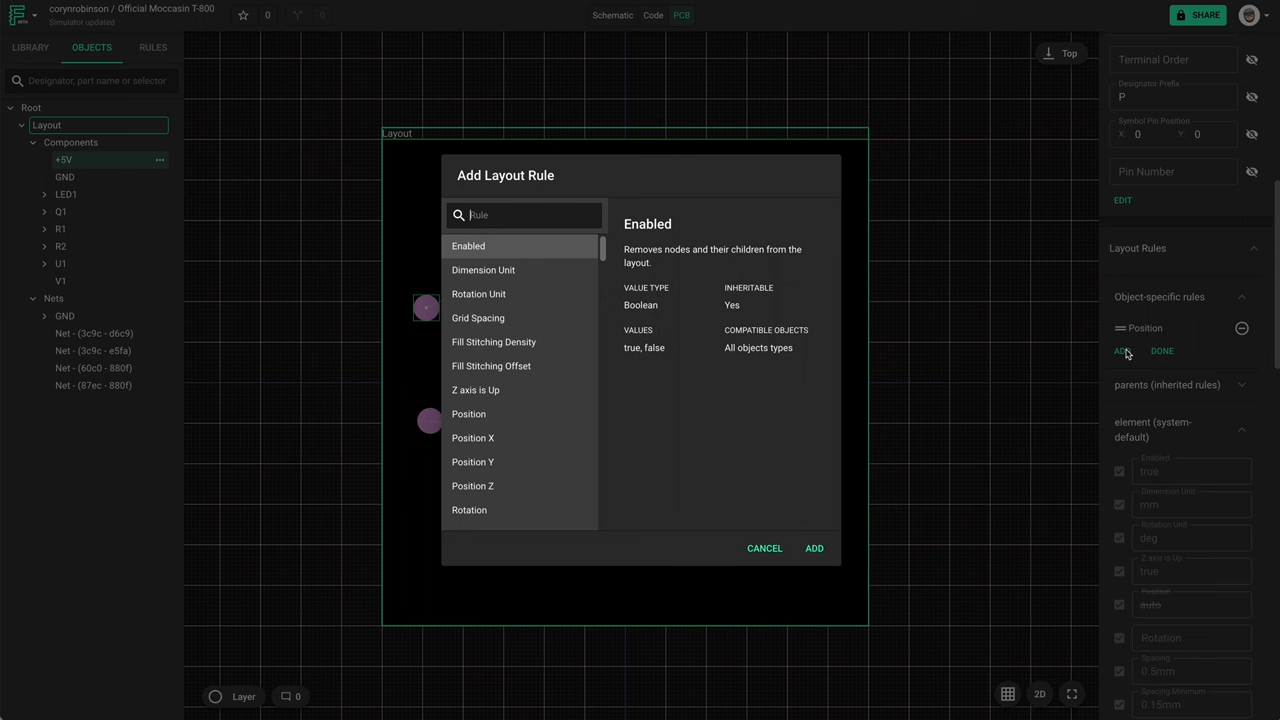 corynrobinson / Official Moccasin T-800
BETA
Simulator updated
0
0
Schematic
Code
PCB
SHARE
LIBRARY
OBJECTS
RULES
Designator, part name or selector
Root
Layout
Components
+5V
GND
LED1
Q1
R1
R2
U1
V1
Nets
GND
Net - (3c9c - d6c9)
Net - (3c9c - e5fa)
Net - (60c0 - 880f)
Net - (87ec - 880f)
Top
Layout
Add Layout Rule
Rule
Enabled
Dimension Unit
Rotation Unit
Grid Spacing
Fill Stitching Density
Fill Stitching Offset
Z axis is Up
Position
Position X
Position Y
Position Z
Rotation
Enabled
Removes nodes and their children from the
layout.
VALUE TYPE
INHERITABLE
Boolean
Yes
VALUES
COMPATIBLE OBJECTS
true, false
All objects types
CANCEL
ADD
Layer
0
2D
Terminal Order
Designator Prefix
P
Symbol Pin Position
X: 0 Y: 0
Pin Number
EDIT
Layout Rules
Object-specific rules
Position
ADD
DONE
parents (inherited rules)
element (system-
default)
Enabled
true
Dimension Unit
mm
Rotation Unit
deg
Z axis is Up
true
Position
auto
Rotation
Spacing
0.5mm
Spacing Minimum
0.15mm